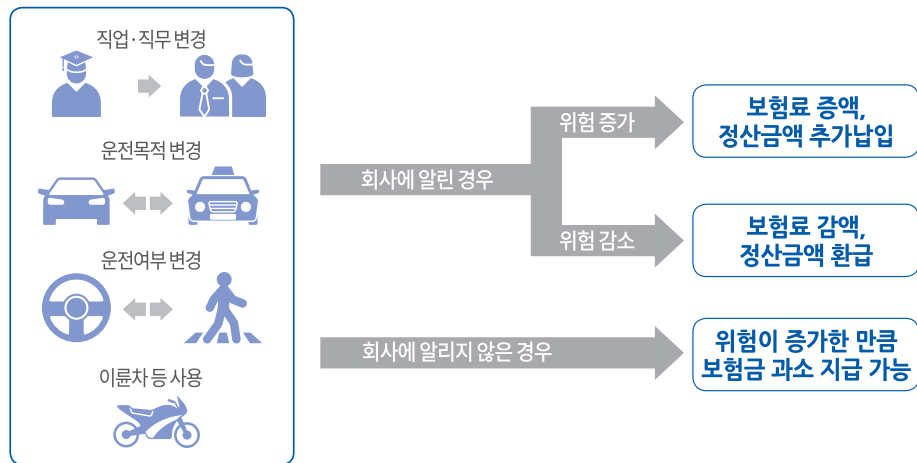 직업·직무 변경
운전목적 변경
운전여부 변경
이륜차 등 사용
회사에 알린 경우
위험 증가
보험료 증액,
정산금액 추가납입
위험 감소
보험료 감액,
정산금액 환급
회사에 알리지 않은 경우
위험이 증가한 만큼
보험금 과소 지급 가능